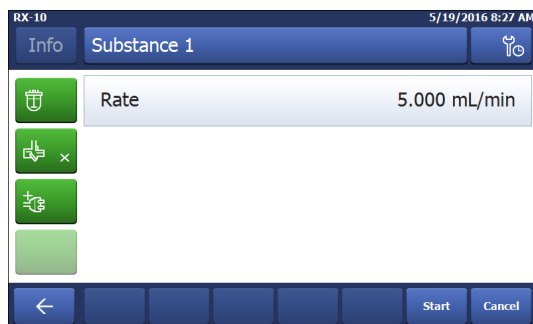 RX-10 5/19/2016 8:27 AM
Info Substance 1
Rate 5.000 mL/min
Start Cancel